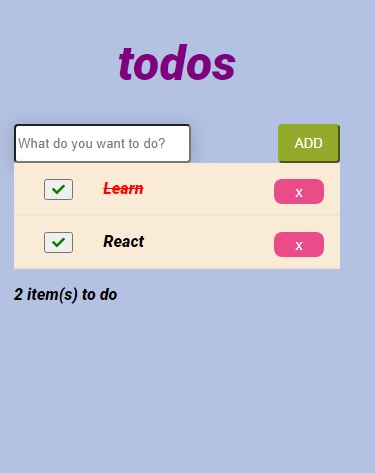 todos
What do you want to do?
ADD
Learn
x
React
x
2 item(s) to do